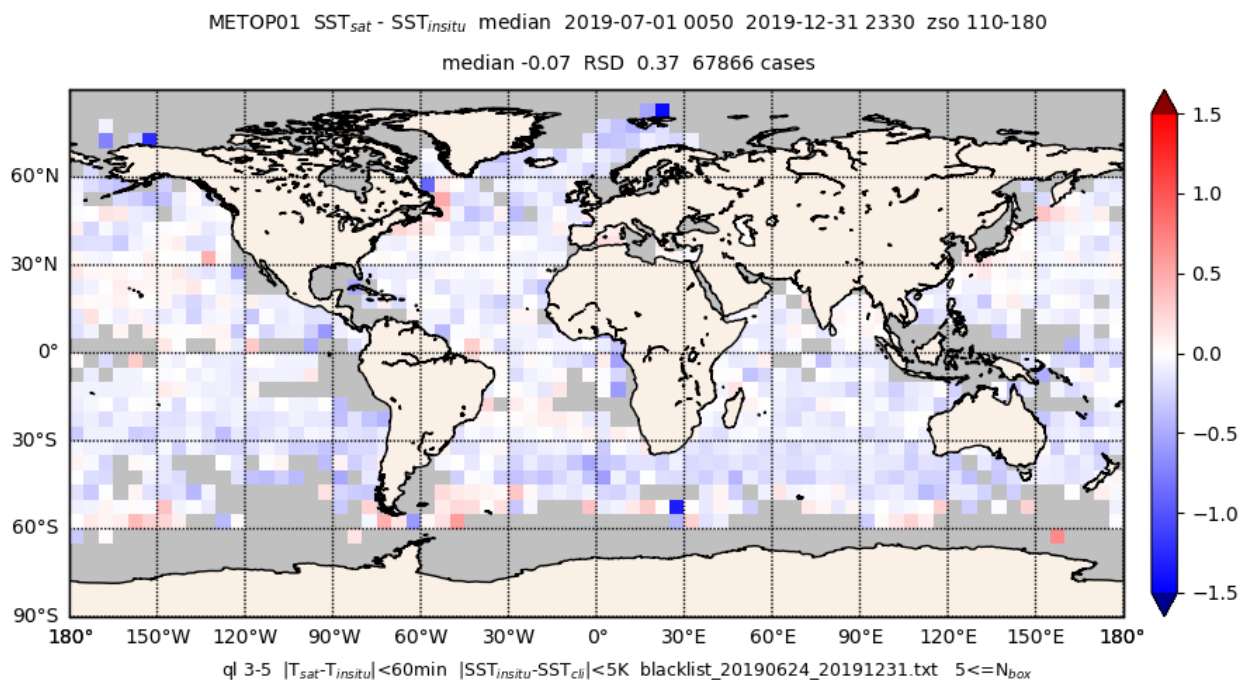 METOP01 SST_sat - SST_insitu median 2019-07-01 0050 2019-12-31 2330 zso 110-180
median -0.07 RSD 0.37 67866 cases
60°N
30°N
0°
30°S
60°S
90°S
180° 150°W 120°W 90°W 60°W 30°W 0° 30°E 60°E 90°E 120°E 150°E 180°
1.5
1.0
0.5
0.0
−0.5
−1.0
−1.5
ql 3-5 |T_sat-T_insitu|<60min |SST_insitu-SST_cli|<5K blacklist_20190624_20191231.txt 5<=N_box